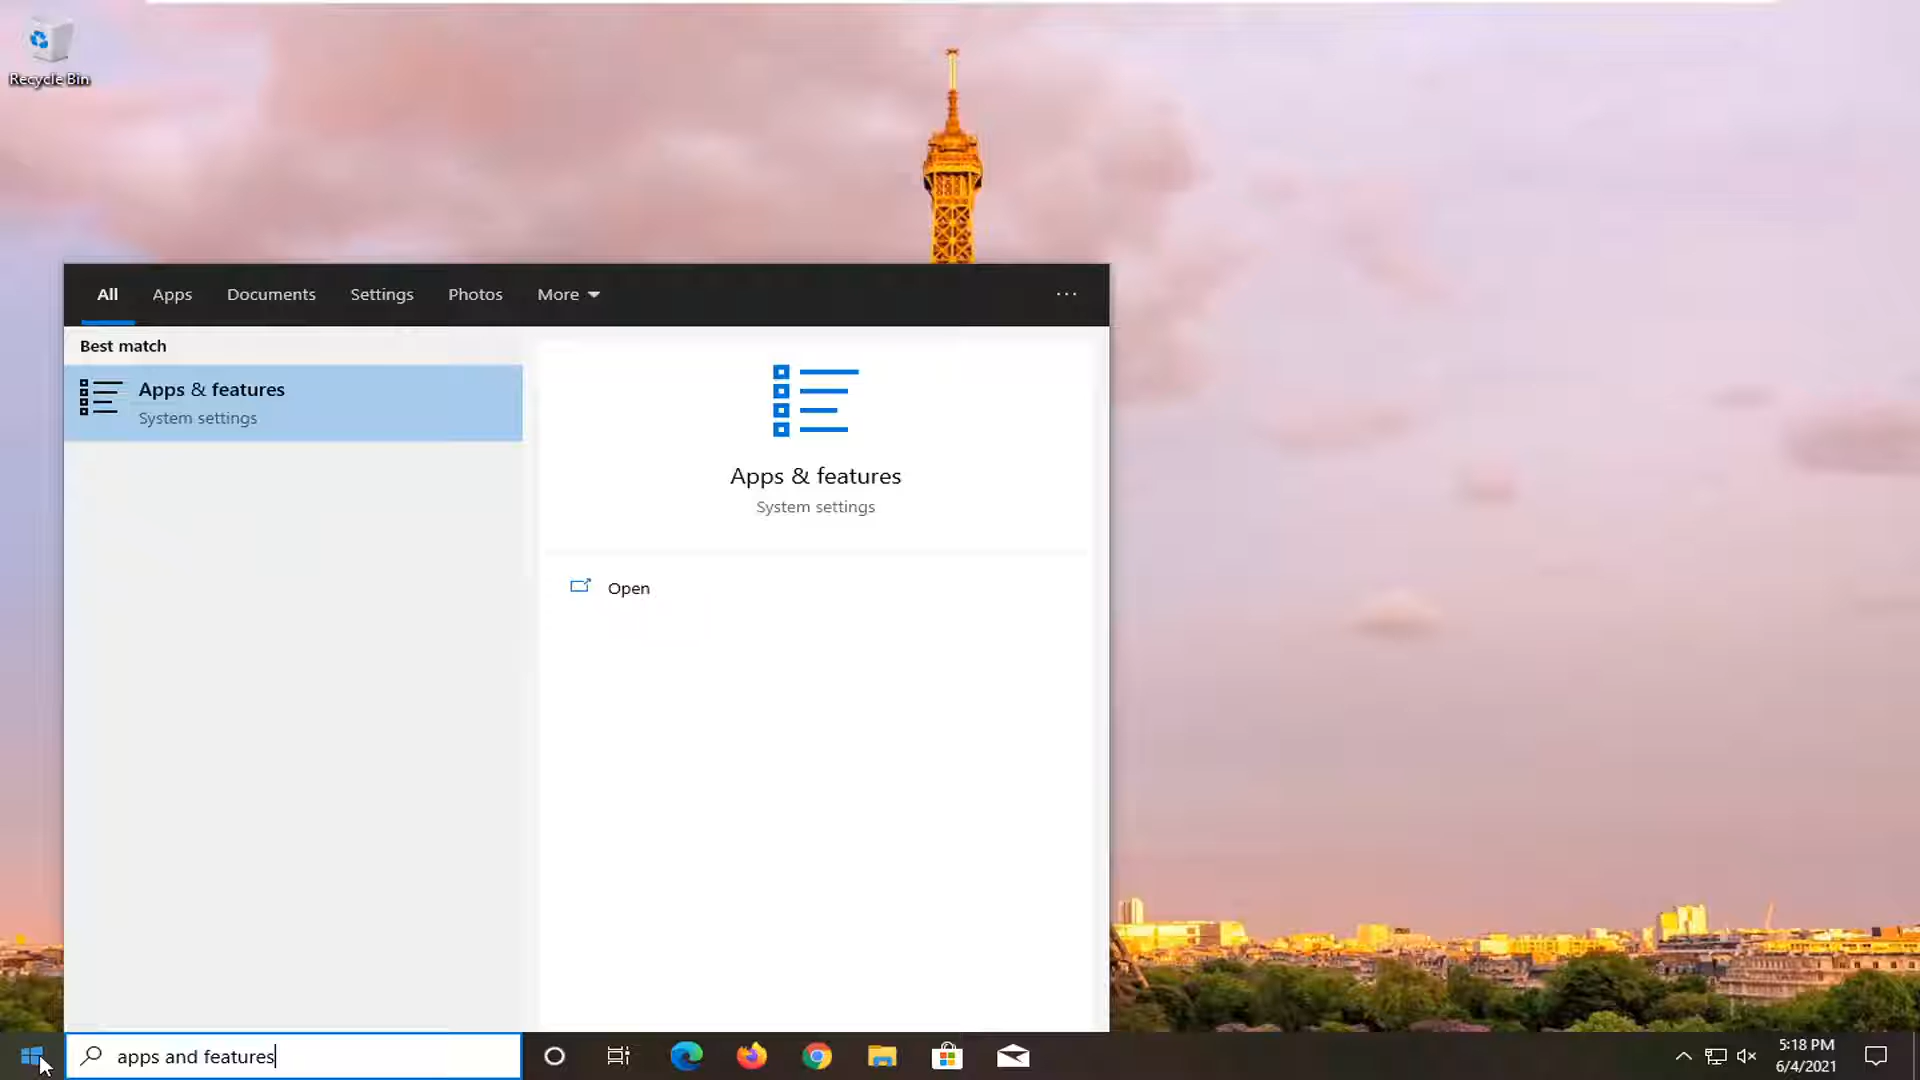 Recycle Bin
All Apps Documents Settings Photos More ...
Best match
Apps & features
System settings
Apps & features
System settings
Open
apps and features
5:18 PM
6/4/2021